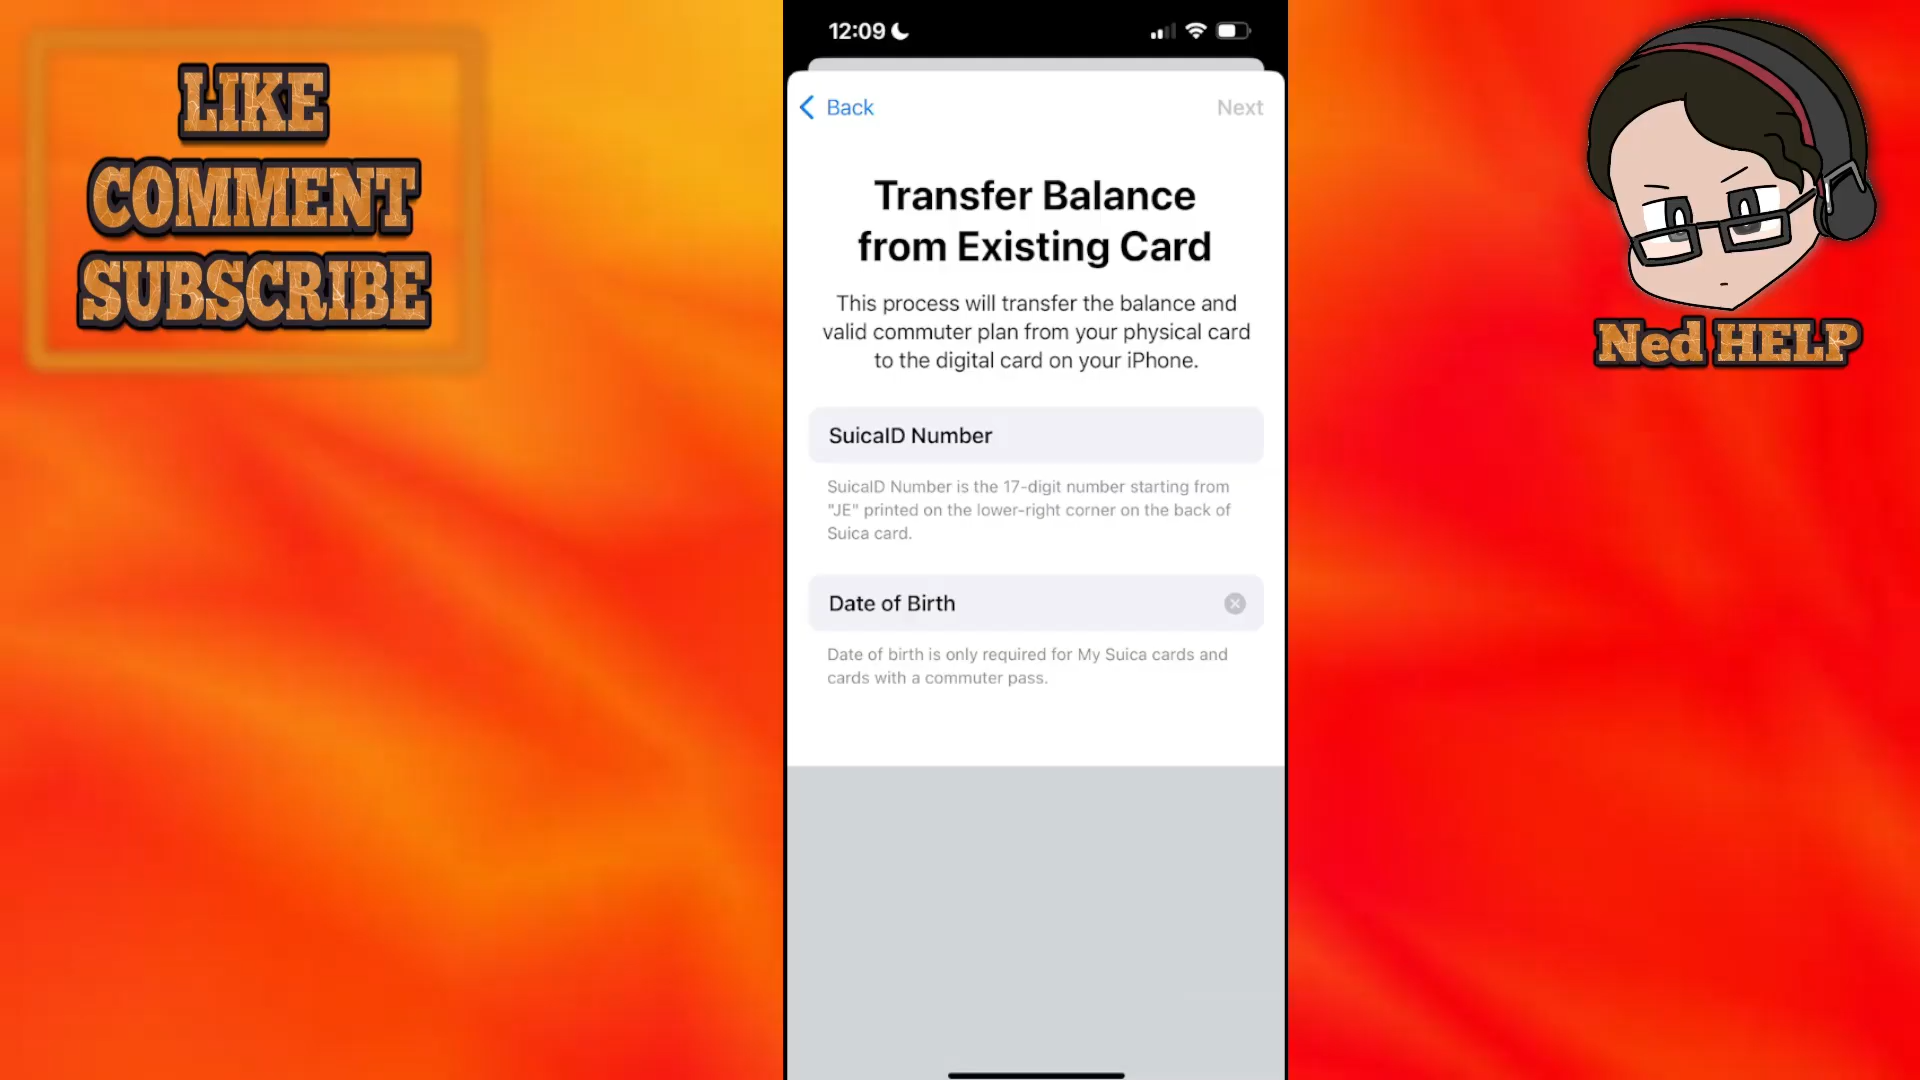 LIKE
COMMENT
SUBSCRIBE
12:09
Back
Next
Transfer Balance
from Existing Card
This process will transfer the balance and
valid commuter plan from your physical card
to the digital card on your iPhone.
SuicaID Number
SuicaID Number is the 17-digit number starting from
"JE" printed on the lower-right corner on the back of
Suica card.
Date of Birth
Date of birth is only required for My Suica cards and
cards with a commuter pass.
Ned HELP